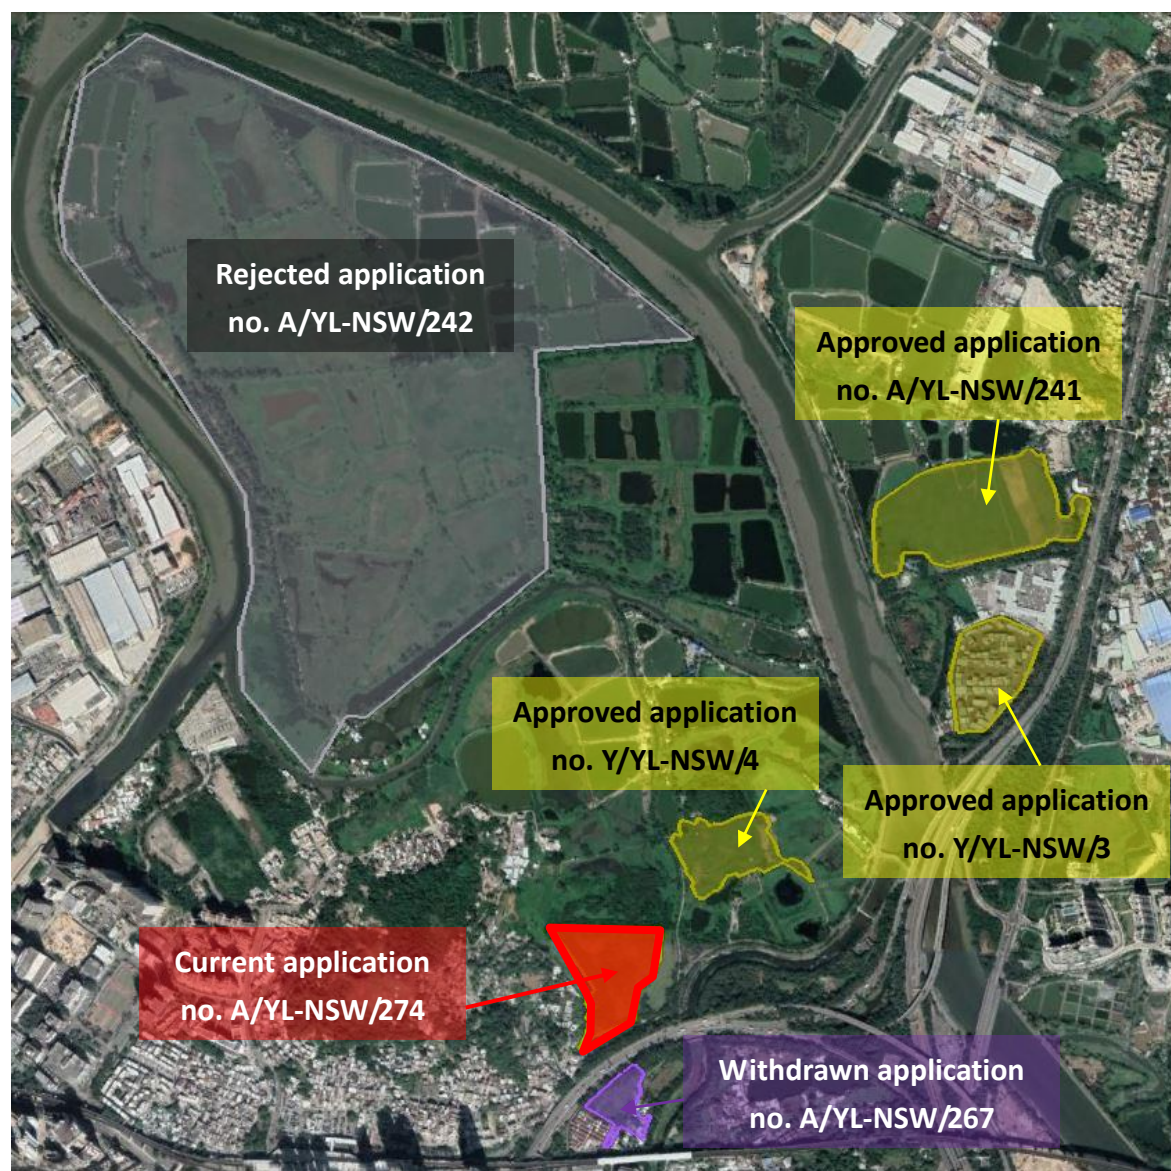 Rejected application
no. A/YL-NSW/242
Approved application
no. A/YL-NSW/241
Approved application
no. Y/YL-NSW/4
Approved application
no. Y/YL-NSW/3
Current application
no. A/YL-NSW/274
Withdrawn application
no. A/YL-NSW/267